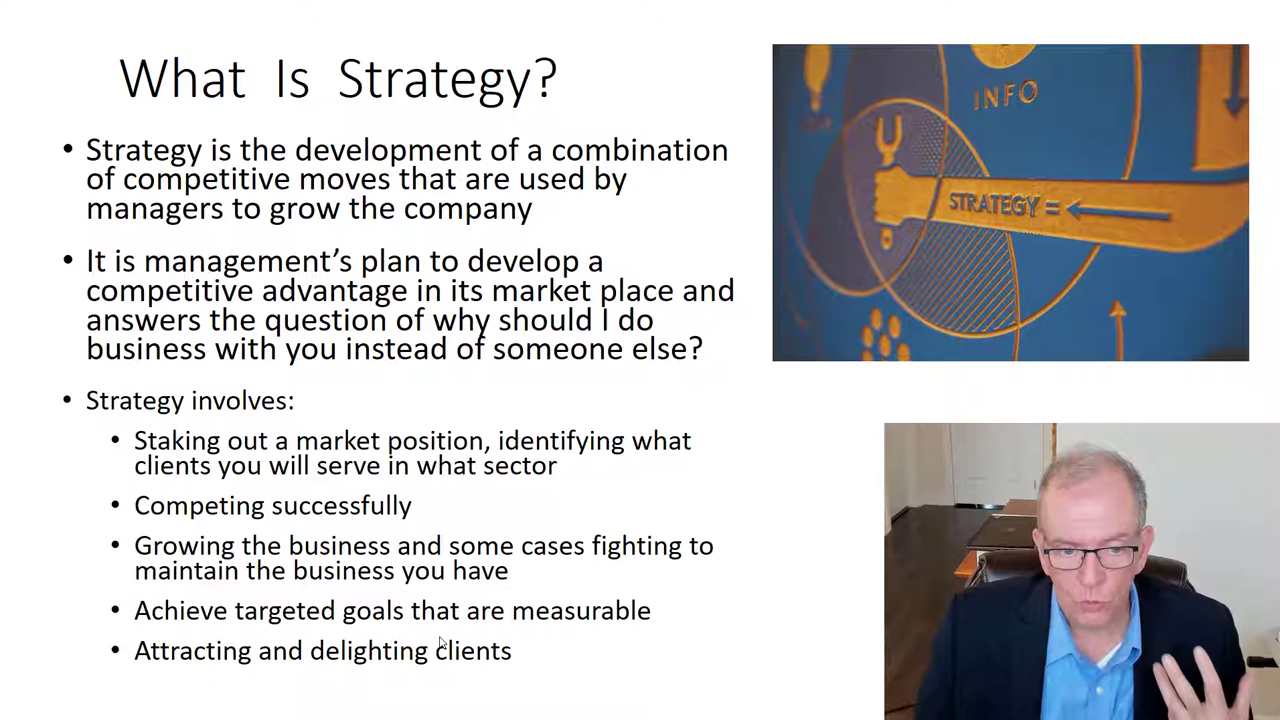 What Is Strategy?
• Strategy is the development of a combination
of competitive moves that are used by
managers to grow the company
• It is management’s plan to develop a
competitive advantage in its market place and
answers the question of why should I do
business with you instead of someone else?
• Strategy involves:
• Staking out a market position, identifying what
clients you will serve in what sector
• Competing successfully
• Growing the business and some cases fighting to
maintain the business you have
• Achieve targeted goals that are measurable
• Attracting and delighting clients
INFO
STRATEGY =